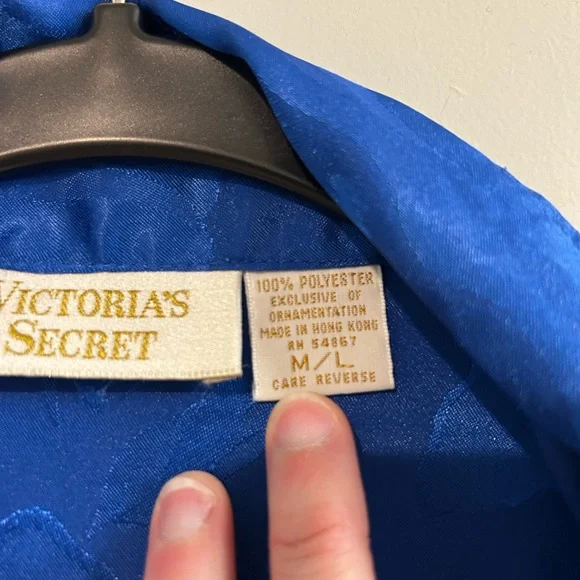 VICTORIA'S
SECRET
100% POLYESTER
EXCLUSIVE OF
ORNAMENTATION
MADE IN HONG KONG
RN 54867
M/L
CARE REVERSE